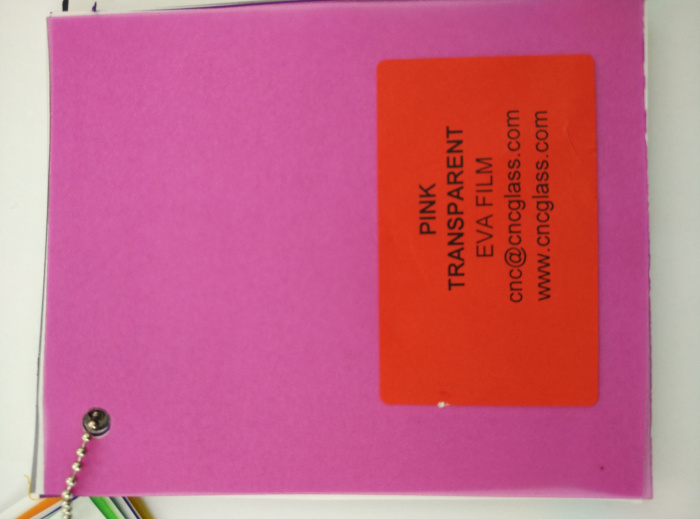 PINK
TRANSPARENT
EVA FILM
cnc@cncglass.com
www.cncglass.com